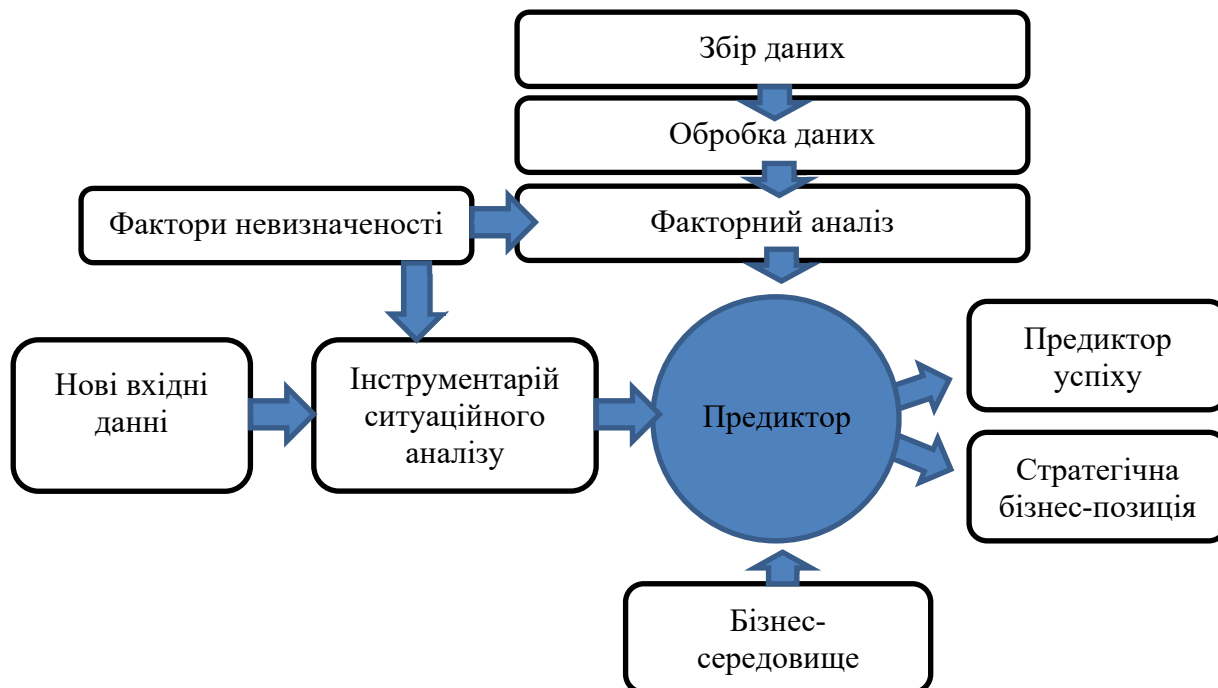 Збір даних
Обробка даних
Фактори невизначеності
Факторний аналіз
Нові вхідні
данні
Інструментарій
ситуаційного
аналізу
Предиктор
Предиктор
успіху
Стратегічна
бізнес-позиція
Бізнес-
середовище